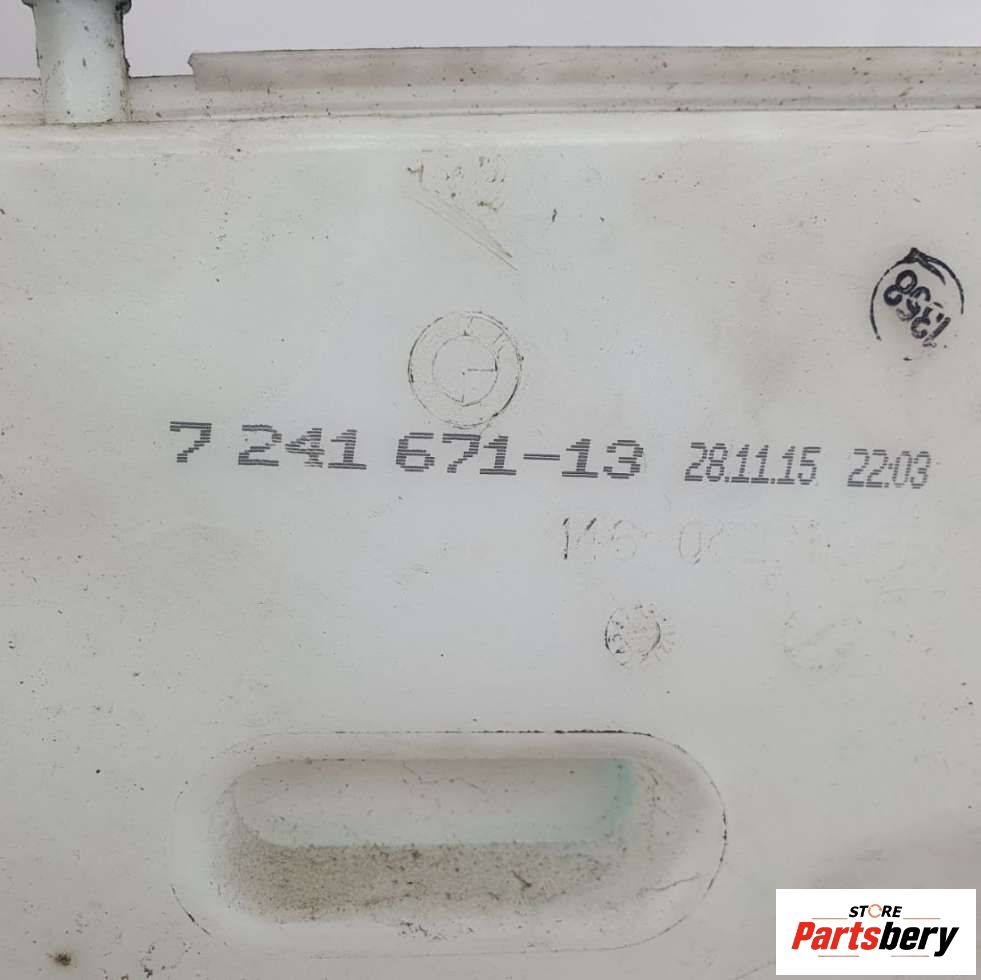 1358
7 241 671-13 28.11.15 22:03
STORE
Partsbery